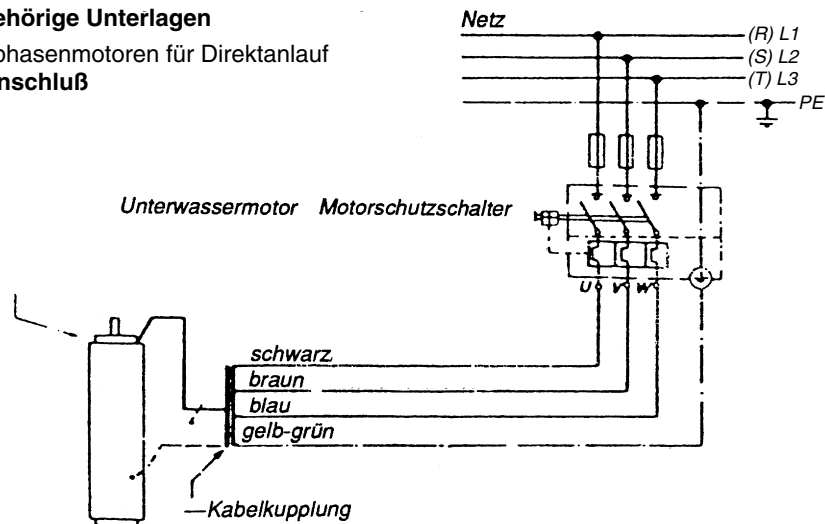 ehörige Unterlagen
phasenmotoren für Direktanlauf
nschluß
Netz
(R) L1
(S) L2
(T) L3
PE
Unterwassermotor Motorschutzschalter
U V W
schwarz
braun
blau
gelb-grün
Kabelkupplung